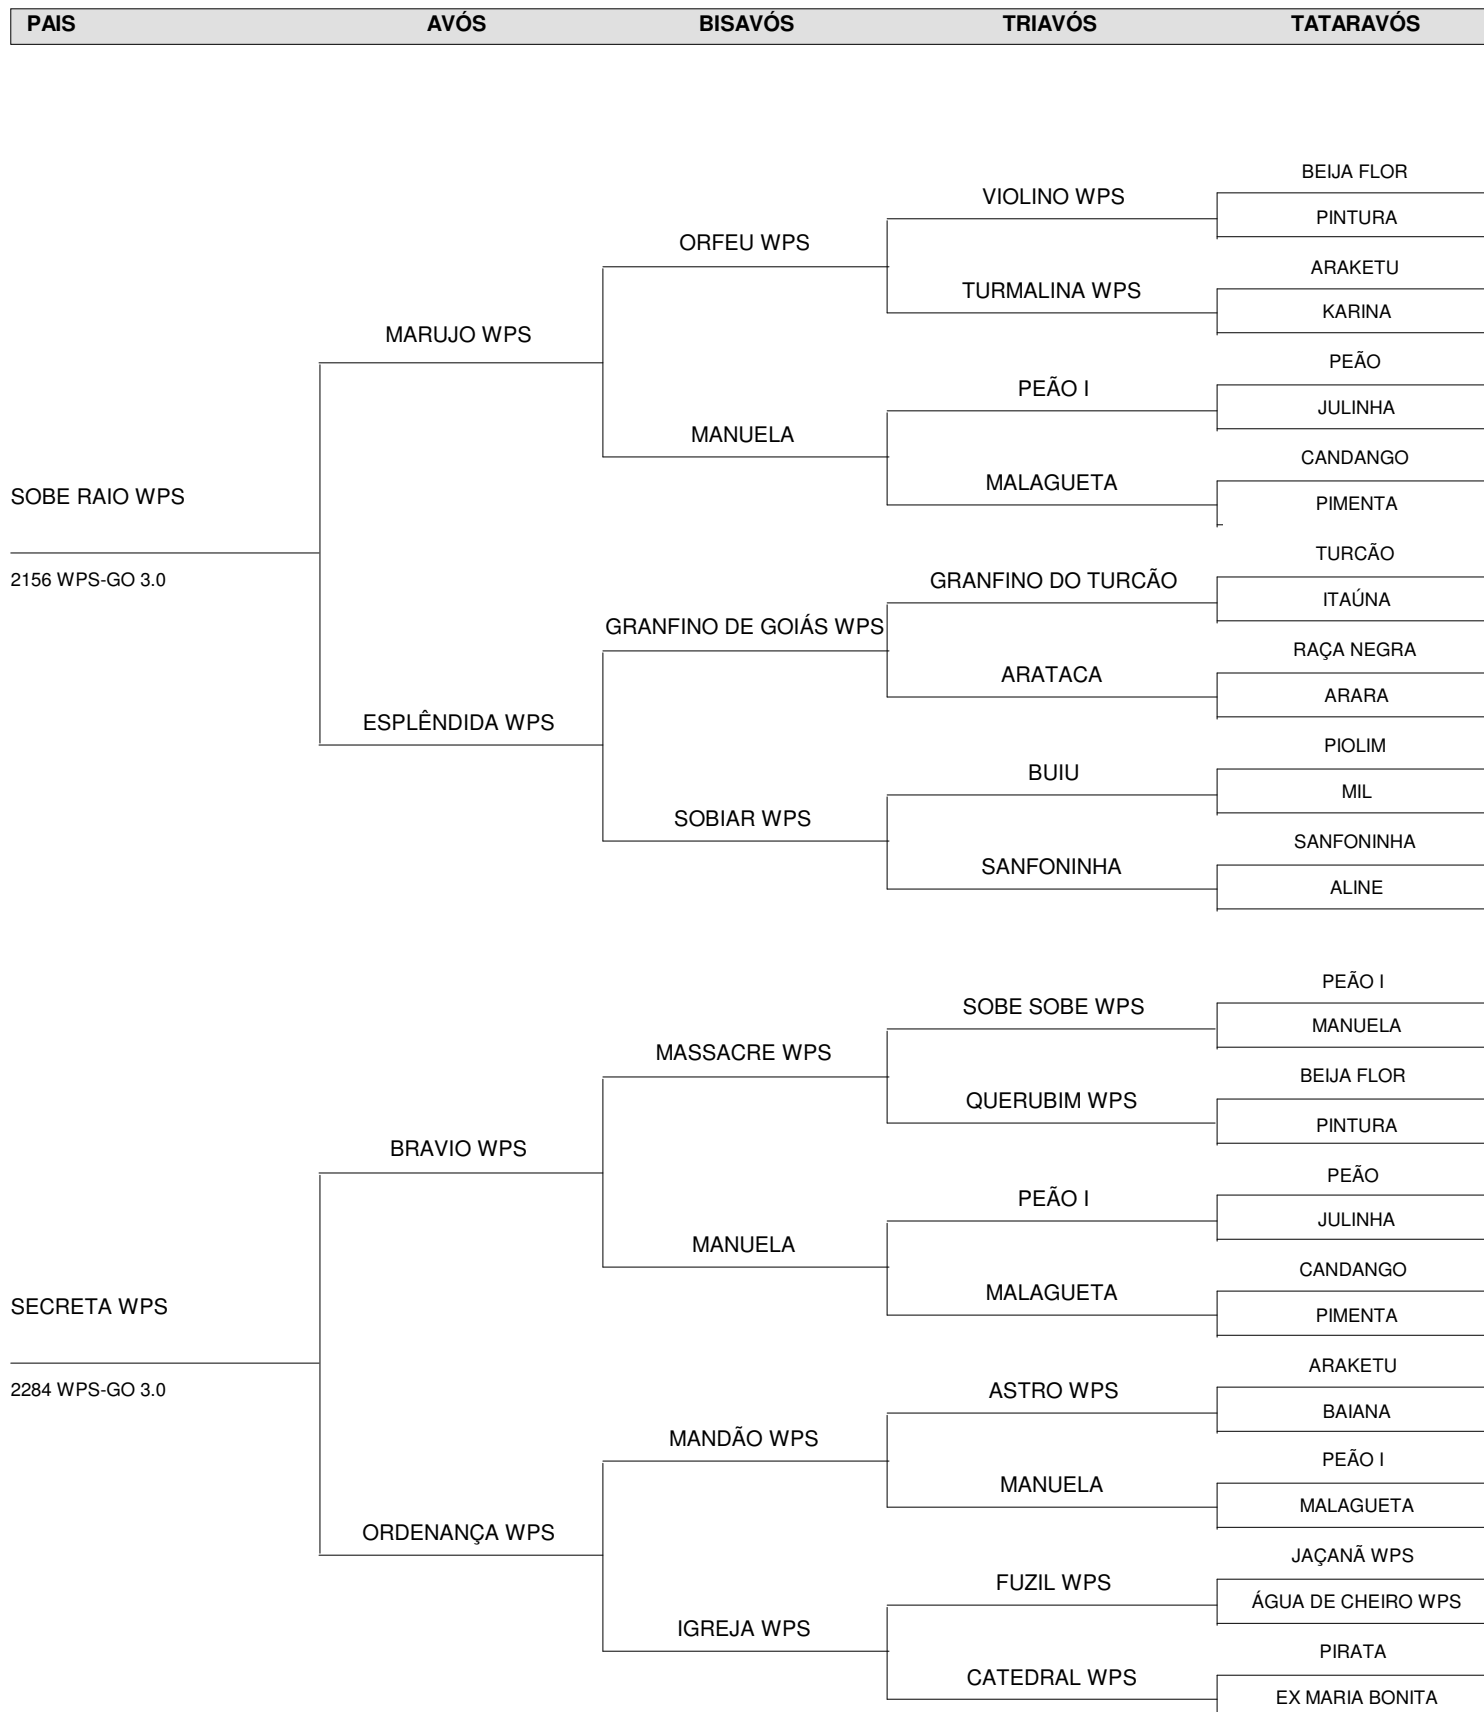 PAIS AVÓS BISAVÓS TRIAVÓS TATARAVÓS
BEIJA FLOR
VIOLINO WPS
PINTURA
ORFEU WPS
ARAKETU
TURMALINA WPS
KARINA
MARUJO WPS
PEÃO
PEÃO I
JULINHA
MANUELA
CANDANGO
MALAGUETA
SOBE RAIO WPS
PIMENTA
TURCÃO
2156 WPS-GO 3.0
GRANFINO DO TURCÃO
ITAÚNA
GRANFINO DE GOIÁS WPS
RAÇA NEGRA
ARATACA
ARARA
ESPLÊNDIDA WPS
PIOLIM
BUIU
MIL
SOBIAR WPS
SANFONINHA
SANFONINHA
ALINE
PEÃO I
SOBE SOBE WPS
MANUELA
MASSACRE WPS
BEIJA FLOR
QUERUBIM WPS
PINTURA
BRAVIO WPS
PEÃO
PEÃO I
JULINHA
MANUELA
CANDANGO
MALAGUETA
SECRETA WPS
PIMENTA
ARAKETU
2284 WPS-GO 3.0
ASTRO WPS
BAIANA
MANDÃO WPS
PEÃO I
MANUELA
MALAGUETA
ORDENANÇA WPS
JAÇANÃ WPS
FUZIL WPS
ÁGUA DE CHEIRO WPS
IGREJA WPS
PIRATA
CATEDRAL WPS
EX MARIA BONITA